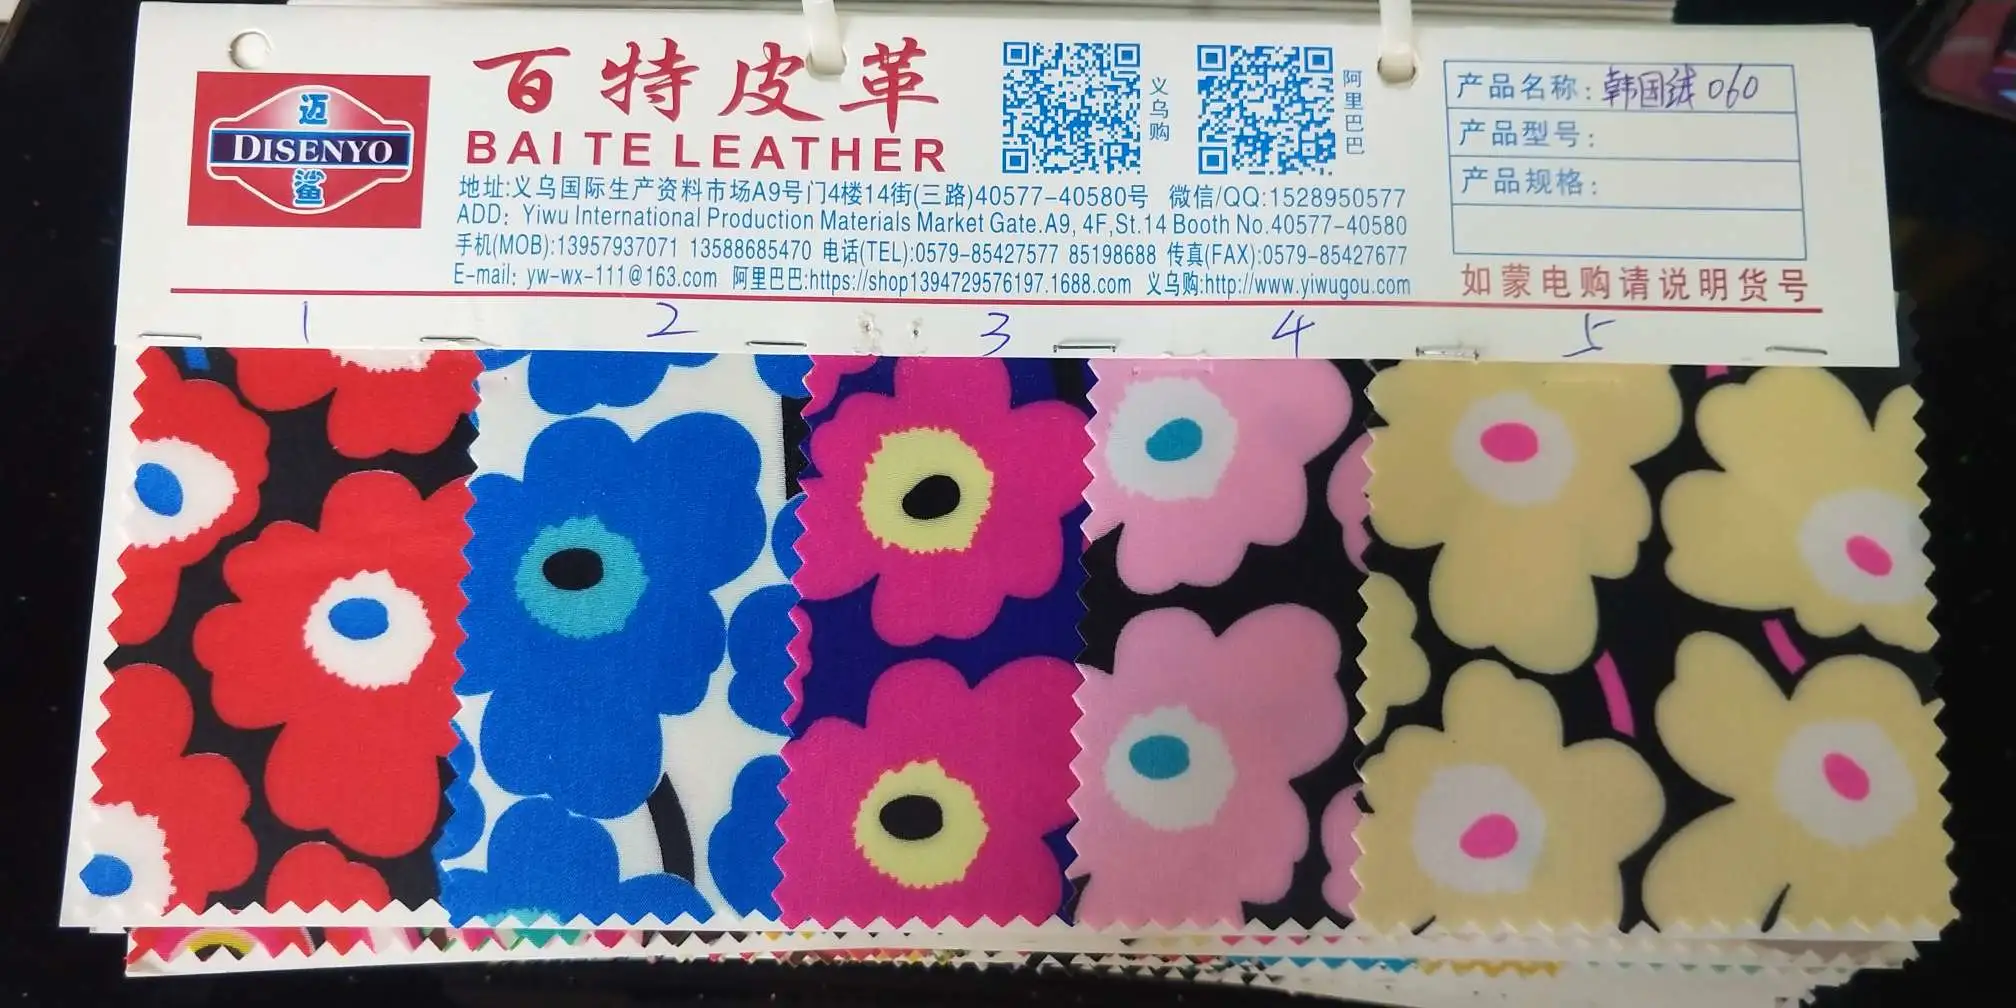 迈
DISENYO
鲨
百特皮革
BAITE LEATHER
义乌购
阿里巴巴
地址:义乌国际生产资料市场A9号门4楼14街(三路)40577-40580号 微信/QQ:1528950577
ADD: Yiwu International Production Materials Market Gate.A9, 4F,St.14 Booth No.40577-40580
手机(MOB):13957937071 13588685470 电话(TEL):0579-85427577 85198688 传真(FAX):0579-85427677
E-mail: yw-wx-111@163.com 阿里巴巴:https://shop1394729576197.1688.com 义乌购:http://www.yiwugou.com
产品名称: 韩国绒060
产品型号:
产品规格:
如蒙电购请说明货号
1 2 3 4 5